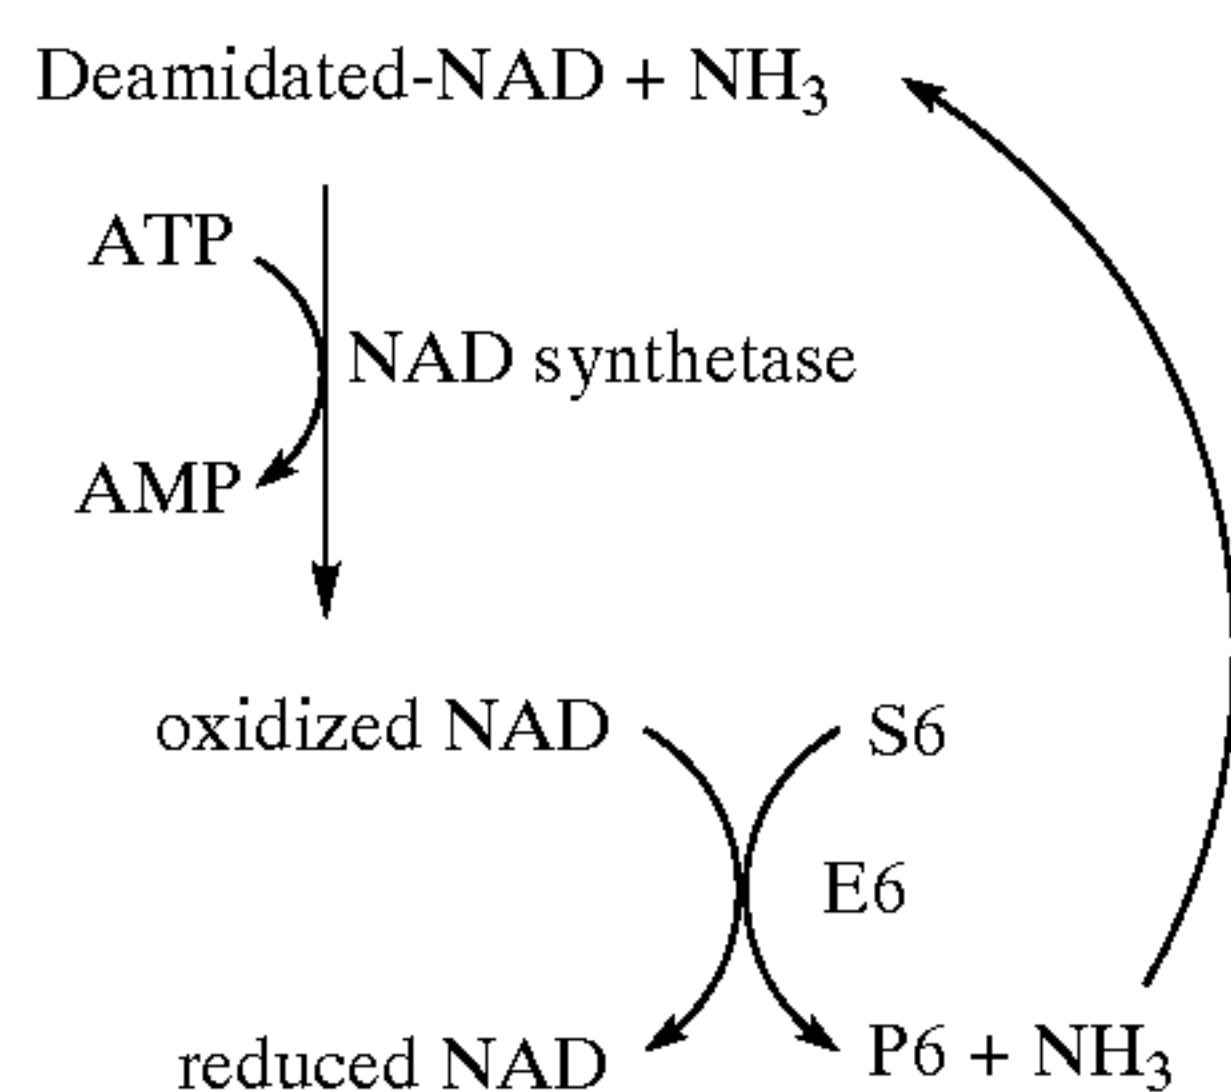 Deamidated-NAD + NH₃
ATP
NAD synthetase
AMP
oxidized NAD
S6
E6
reduced NAD
P6 + NH₃